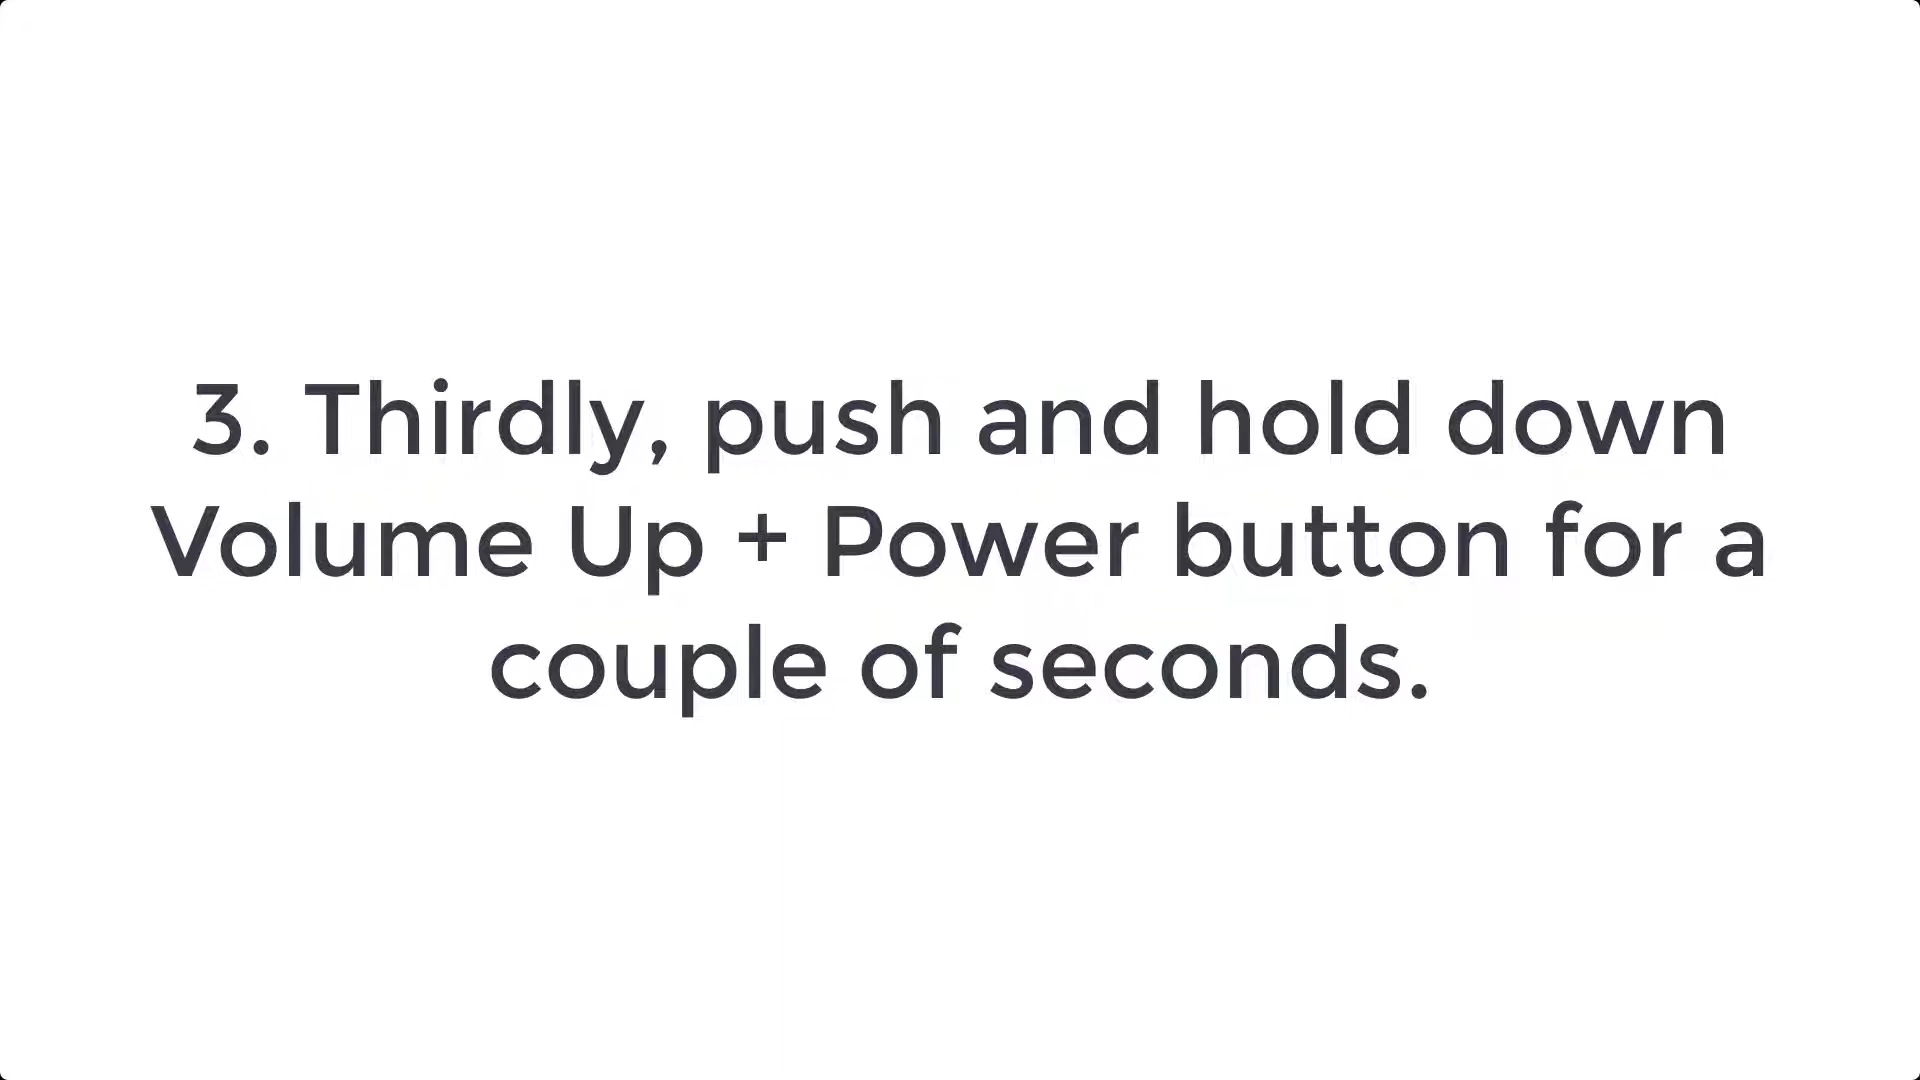 3. Thirdly, push and hold down
Volume Up + Power button for a
couple of seconds.